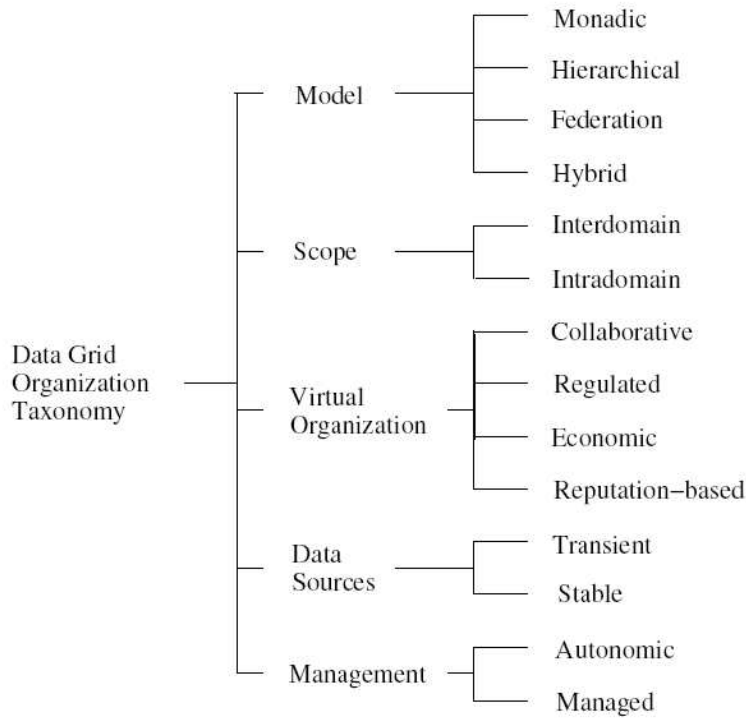 Data Grid
Organization
Taxonomy
Model
Monadic
Hierarchical
Federation
Hybrid
Scope
Interdomain
Intradomain
Virtual
Organization
Collaborative
Regulated
Economic
Reputation−based
Data
Sources
Transient
Stable
Management
Autonomic
Managed